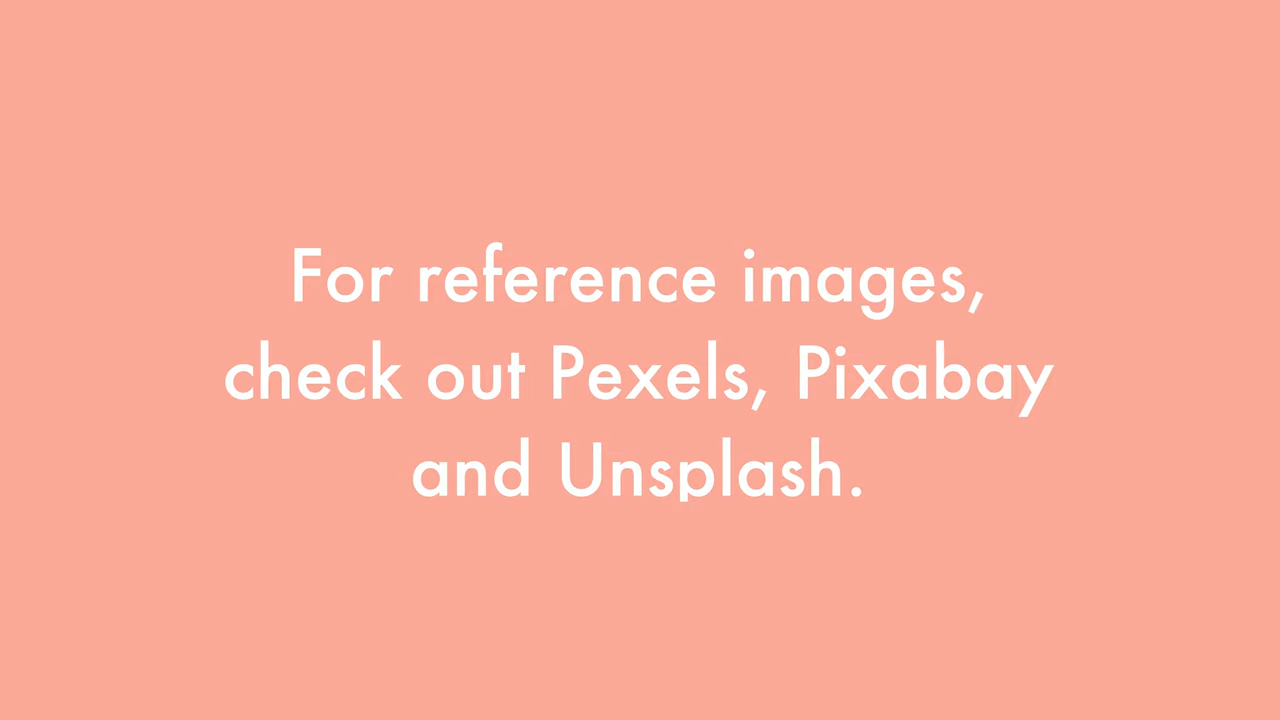 For reference images,
check out Pexels, Pixabay
and Unsplash.